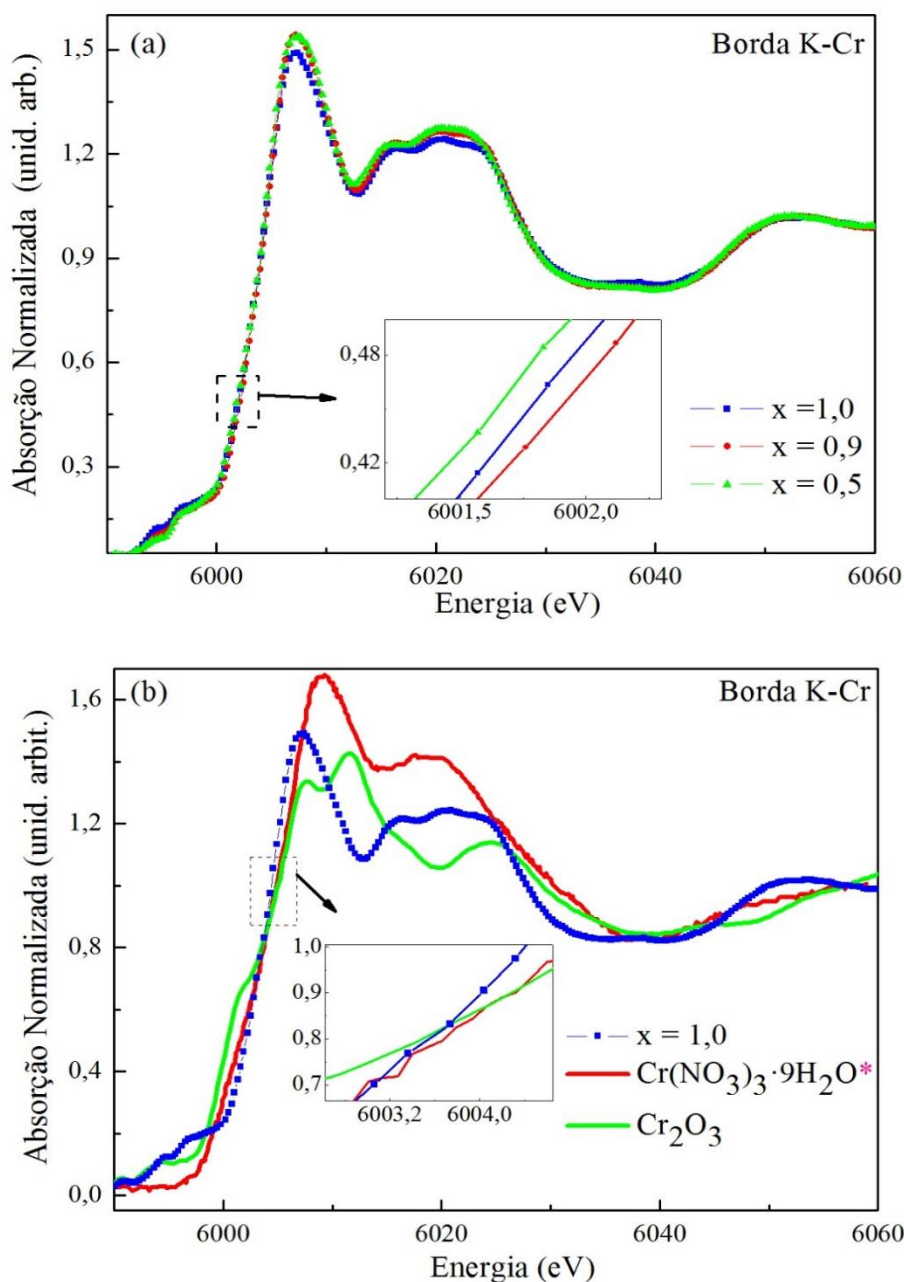 (a)
Borda K-Cr
Absorção Normalizada (unid. arb.)
1,5
1,2
0,9
0,6
0,3
0,48
0,42
6001,5 6002,0
x =1,0
x = 0,9
x = 0,5
6000 6020 6040 6060
Energia (eV)
(b)
Borda K-Cr
Absorção Normalizada (unid. arbit.)
1,6
1,2
0,8
0,4
0,0
1,0
0,9
0,8
0,7
6003,2 6004,0
x = 1,0
Cr(NO3)3·9H2O*
Cr2O3
6000 6020 6040 6060
Energia (eV)